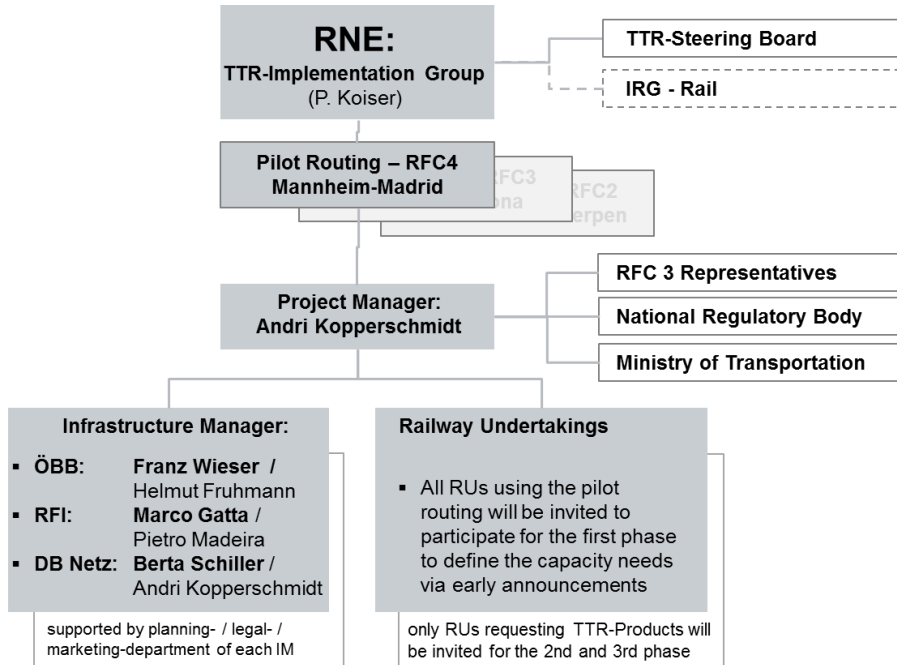 RNE:
TTR-Implementation Group
(P. Koiser)
TTR-Steering Board
IRG - Rail
Pilot Routing – RFC4
Mannheim-Madrid
RFC3
ona
RFC2
erpen
Project Manager:
Andri Kopperschmidt
RFC 3 Representatives
National Regulatory Body
Ministry of Transportation
Infrastructure Manager:
▪ ÖBB: Franz Wieser /
Helmut Fruhmann
▪ RFI: Marco Gatta /
Pietro Madeira
▪ DB Netz: Berta Schiller /
Andri Kopperschmidt
supported by planning- / legal- /
marketing-department of each IM
Railway Undertakings
▪ All RUs using the pilot
routing will be invited to
participate for the first phase
to define the capacity needs
via early announcements
only RUs requesting TTR-Products will
be invited for the 2nd and 3rd phase